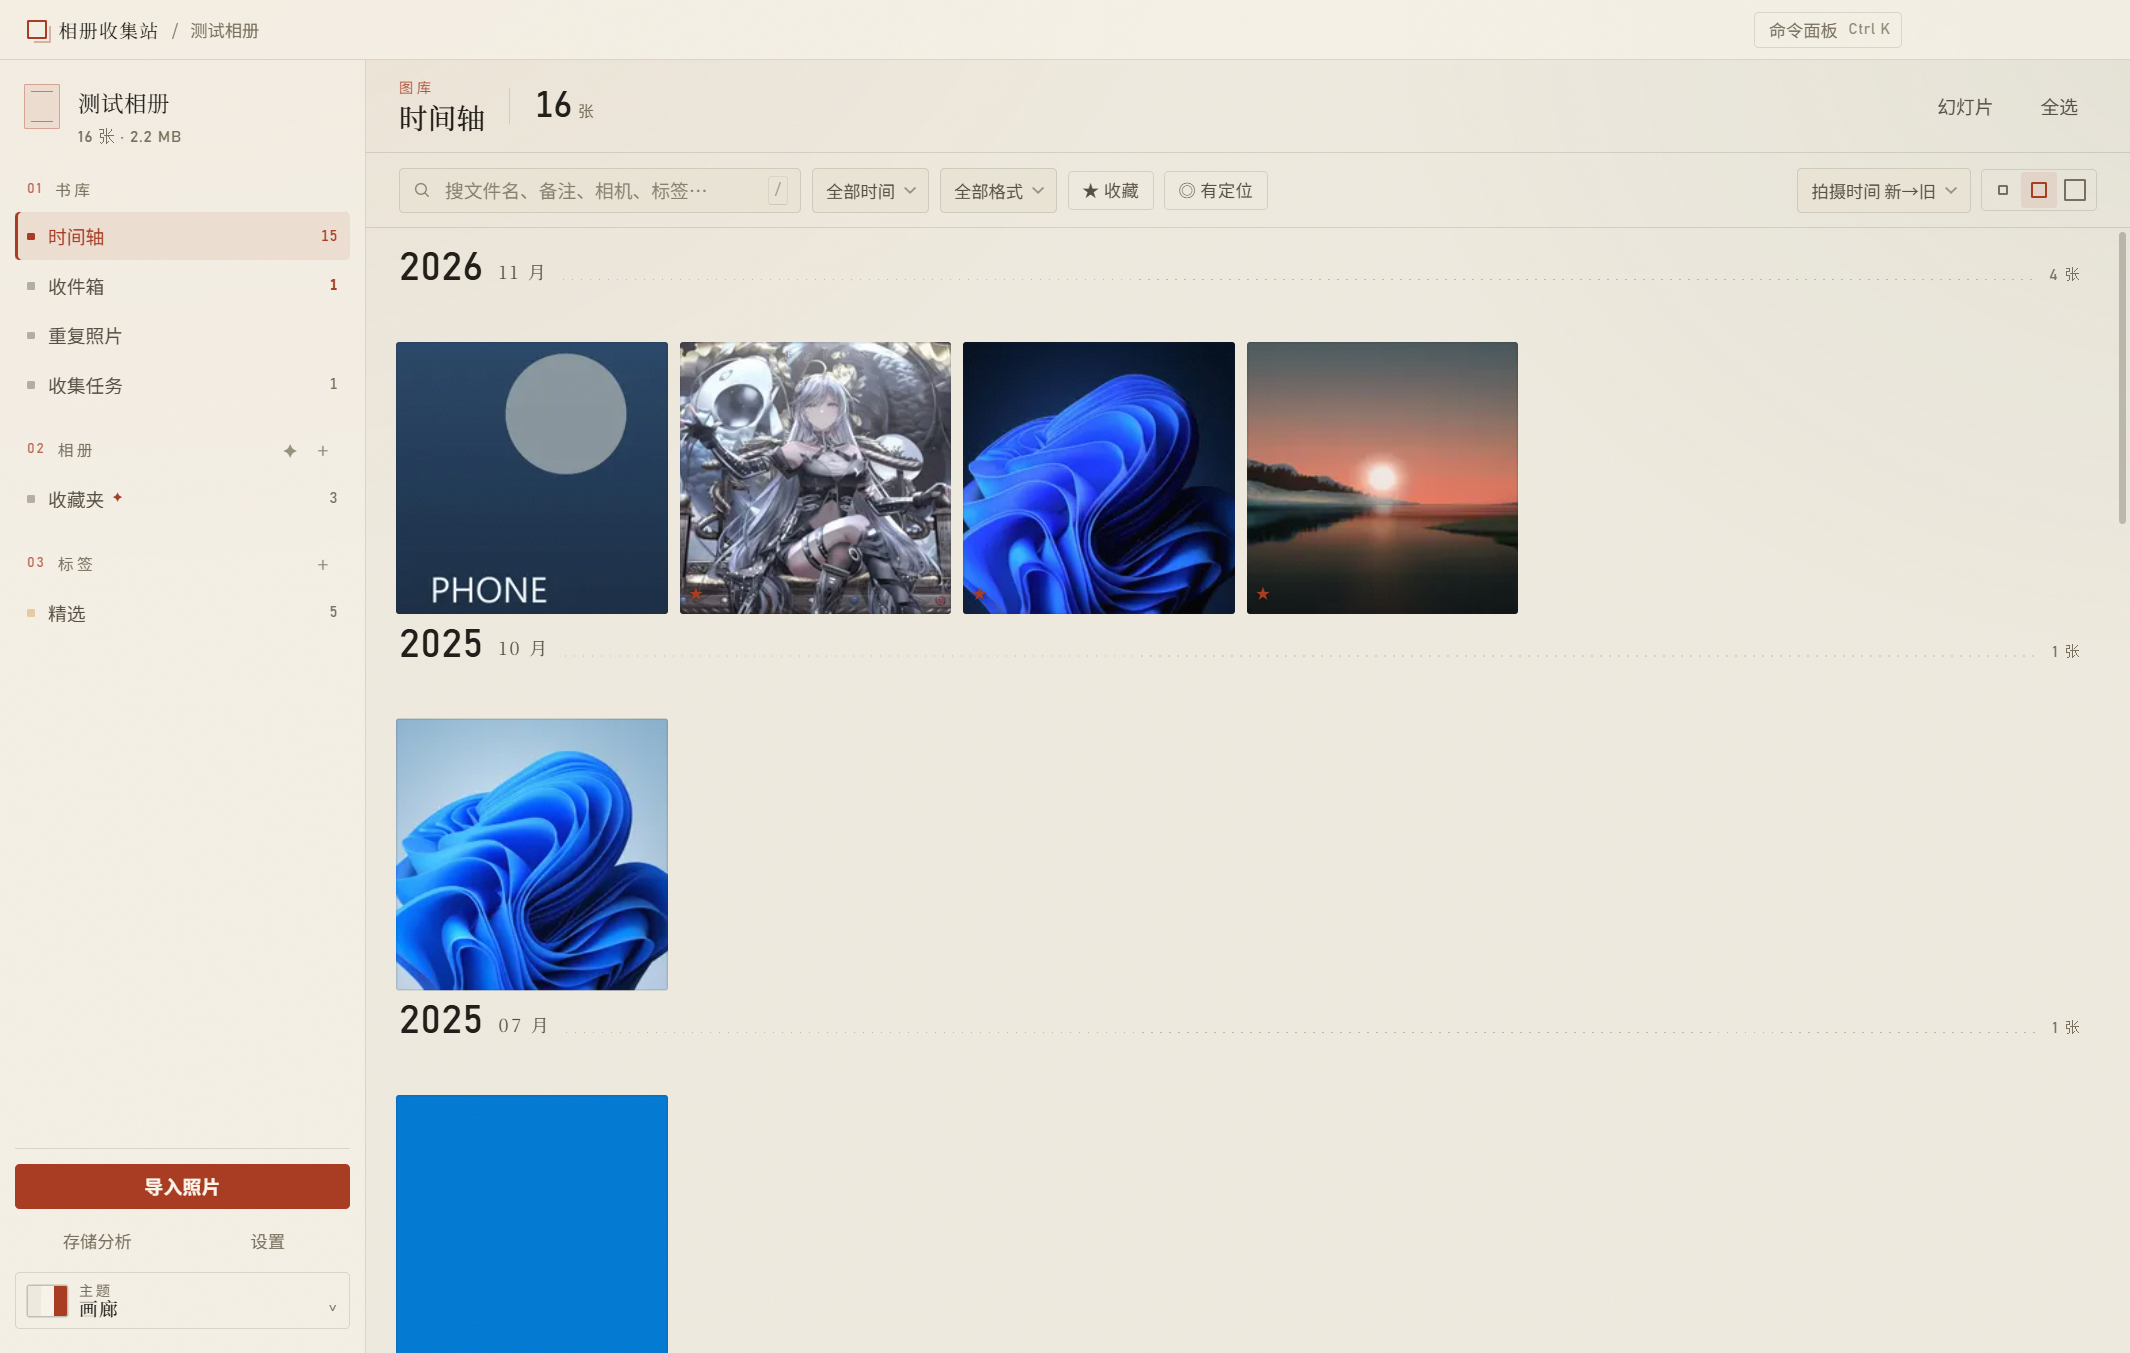 相册收集站 / 测试相册
命令面板 Ctrl K
测试相册
16 张 · 2.2 MB
01 书库
时间轴 15
收件箱 1
重复照片
收集任务 1
02 相册 ✦ +
收藏夹 ✦ 3
03 标签 +
精选 5
导入照片
存储分析 设置
主题
画廊
图库
时间轴
16 张
幻灯片 全选
搜文件名、备注、相机、标签… /
全部时间
全部格式
★ 收藏
◎ 有定位
拍摄时间 新→旧
2026 11 月 4 张
PHONE
2025 10 月 1 张
2025 07 月 1 张